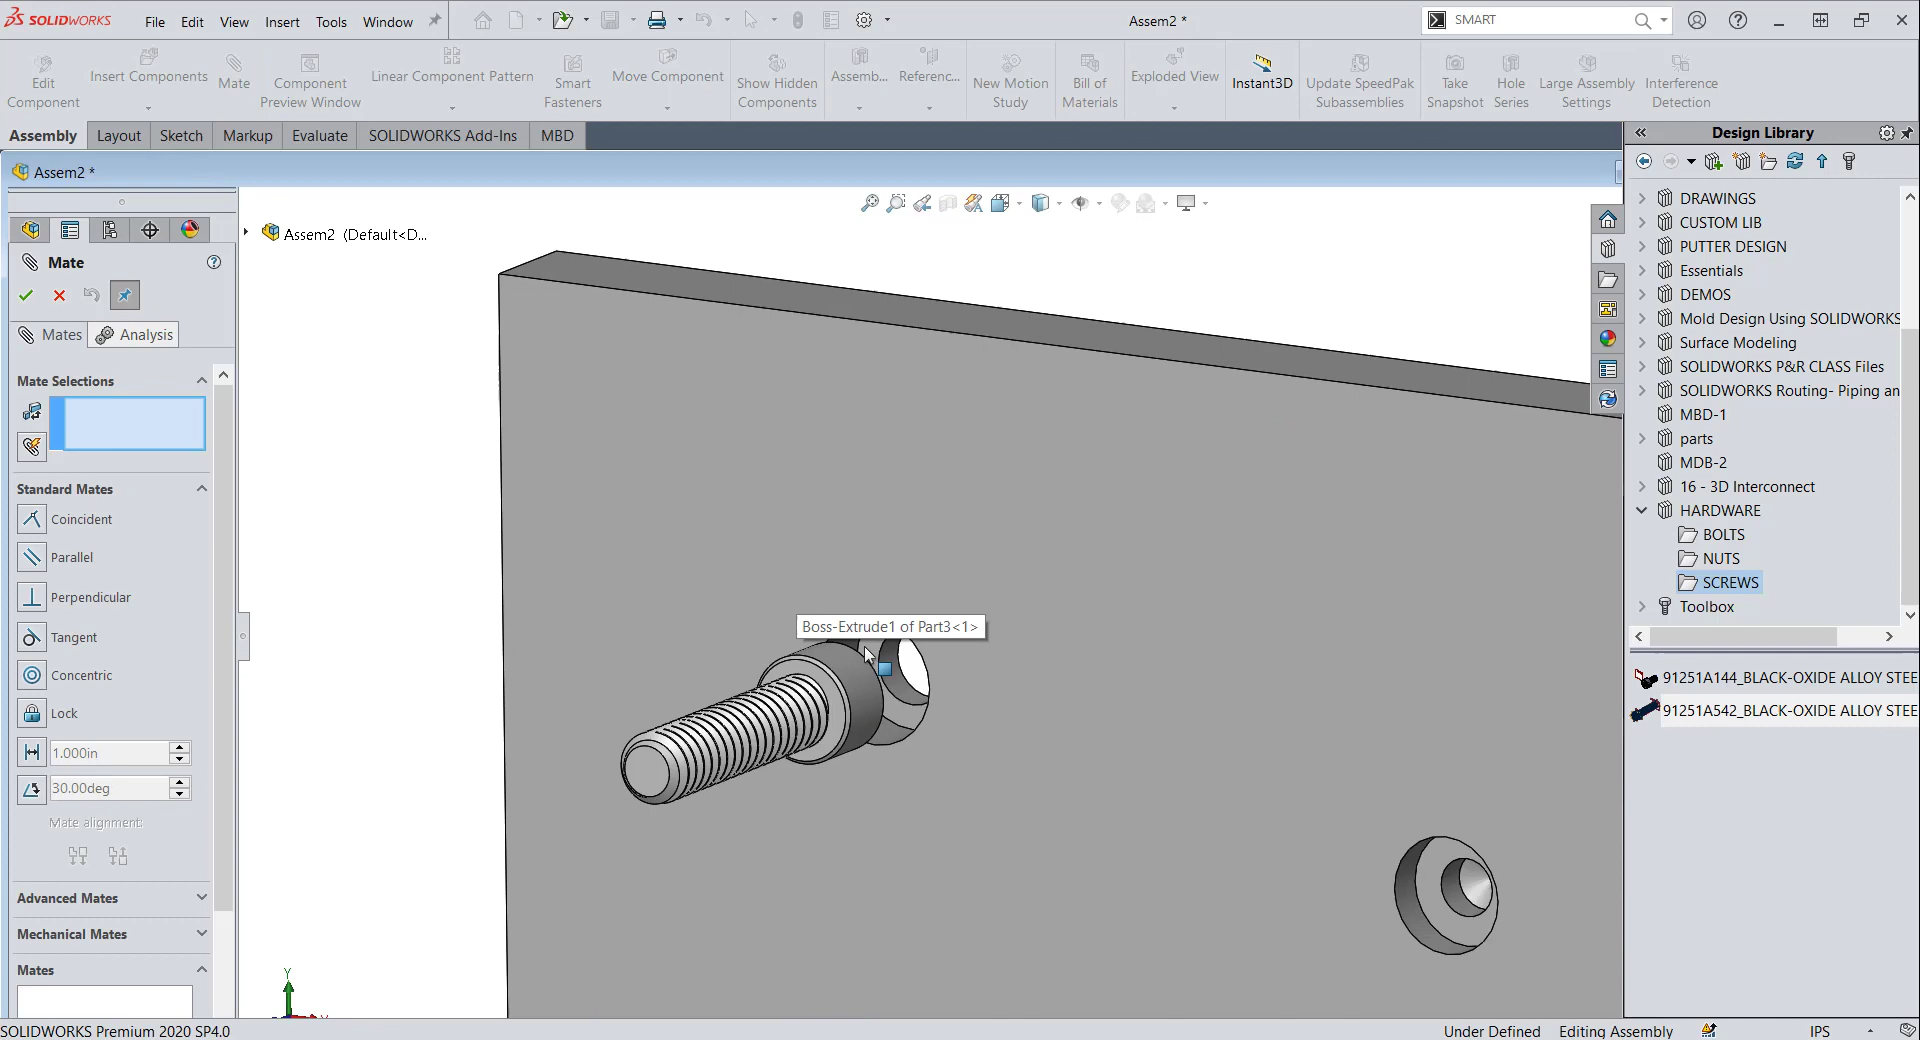 SOLIDWORKS File Edit View Insert Tools Window Assem2 * SMART
Edit Component
Insert Components
Mate
Component Preview Window
Linear Component Pattern
Smart Fasteners
Move Component
Show Hidden Components
Assemb...
Referenc...
New Motion Study
Bill of Materials
Exploded View
Instant3D
Update SpeedPak Subassemblies
Take Snapshot
Hole Series
Large Assembly Settings
Interference Detection
Assembly Layout Sketch Markup Evaluate SOLIDWORKS Add-Ins MBD
Assem2 *
Mate
Mates Analysis
Mate Selections
Standard Mates
Coincident
Parallel
Perpendicular
Tangent
Concentric
Lock
1.000in
30.00deg
Mate alignment:
Advanced Mates
Mechanical Mates
Mates
Assem2 (Default<D...
Boss-Extrude1 of Part3<1>
Y
Design Library
DRAWINGS
CUSTOM LIB
PUTTER DESIGN
Essentials
DEMOS
Mold Design Using SOLIDWORKS
Surface Modeling
SOLIDWORKS P&R CLASS Files
SOLIDWORKS Routing- Piping an
MBD-1
parts
MDB-2
16 - 3D Interconnect
HARDWARE
BOLTS
NUTS
SCREWS
Toolbox
91251A144_BLACK-OXIDE ALLOY STEE
91251A542_BLACK-OXIDE ALLOY STEE
SOLIDWORKS Premium 2020 SP4.0 Under Defined Editing Assembly IPS